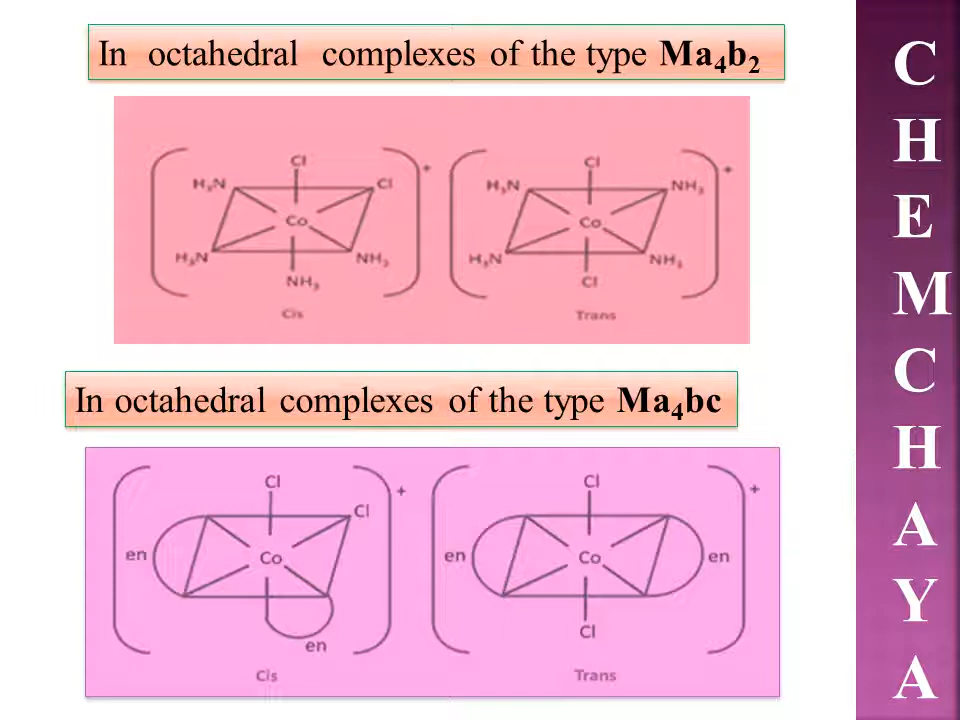 In octahedral complexes of the type Ma₄b₂
Cl
H₃N
Cl
Co
H₃N
NH₃
NH₃
+
Cis
Cl
H₃N
NH₃
Co
H₃N
NH₃
Cl
+
Trans
In octahedral complexes of the type Ma₄bc
Cl
Cl
en
Co
en
+
Cis
Cl
en
Co
en
Cl
+
Trans
C
H
E
M
C
H
A
Y
A